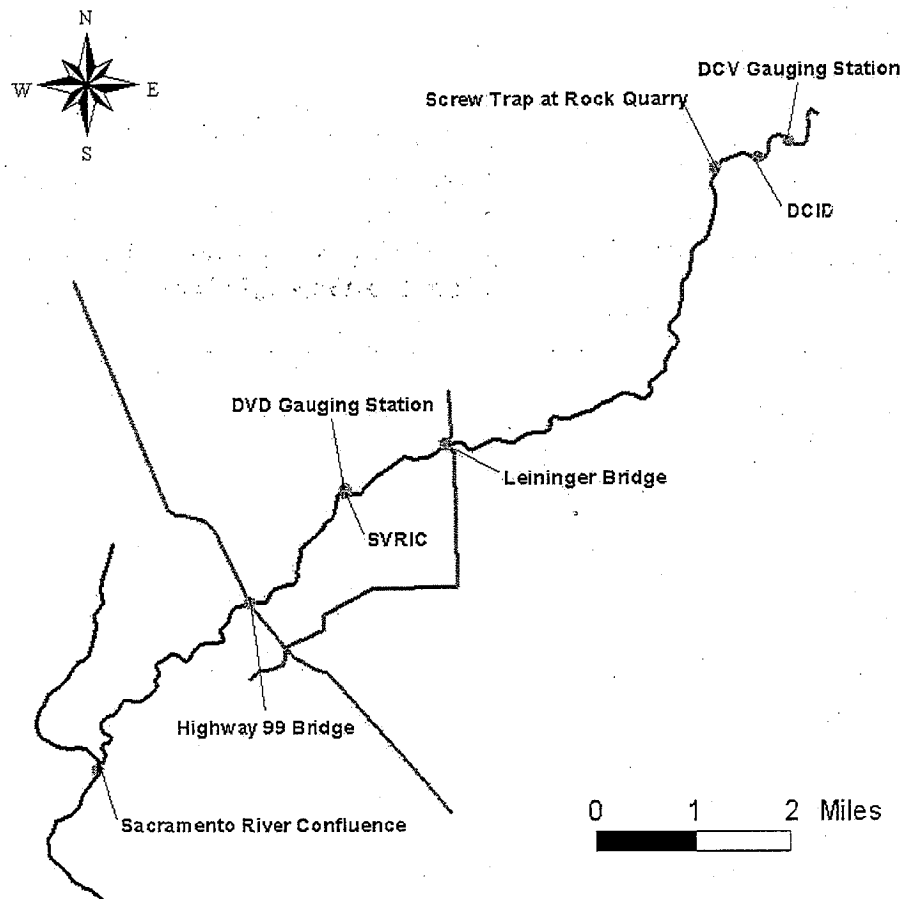 N
W E
S
DCV Gauging Station
Screw Trap at Rock Quarry
DCID
DVD Gauging Station
Leininger Bridge
SVRIC
Highway 99 Bridge
Sacramento River Confluence
0 1 2 Miles